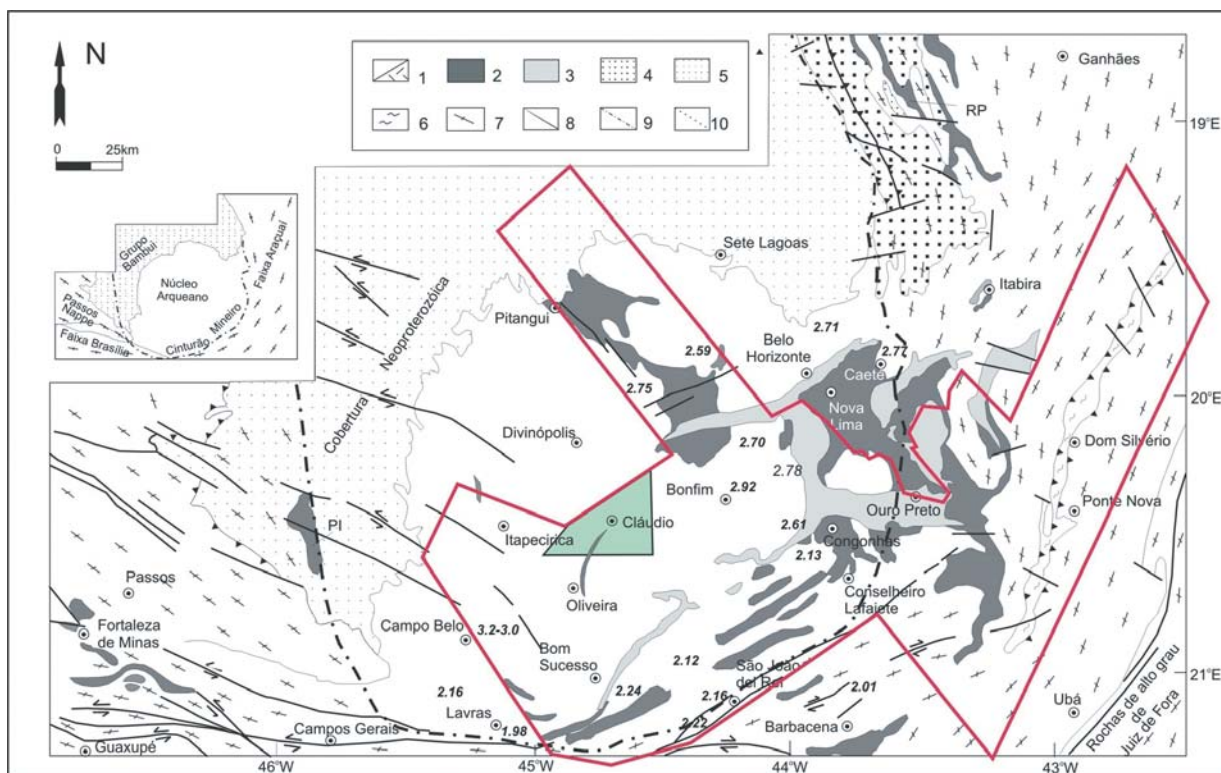 N
0 25km
1
2
3
4
5
6
7
8
9
10
Ganhães
RP
19°E
Grupo
Bambuí
Faixa Araçuaí
Núcleo
Arqueano
Passos
Nappe
Mineiro
Faixa Brasília
Cinturão
Sete Lagoas
Itabira
Pitangui
Neoproterozóica
Cobertura
2.71
Belo
Horizonte
2.59
2.77
Caeté
2.75
Nova
Lima
20°E
Divinópolis
2.70
Dom Silvério
2.78
Bonfim
2.92
Ouro Preto
Ponte Nova
PI
Cláudio
Itapecirica
2.61
Congonhas
2.13
Passos
Oliveira
Conselheiro
Lafaiete
Fortaleza
de Minas
Campo Belo
3.2-3.0
Bom
Sucesso
2.12
São João
del Rei
21°E
2.16
2.24
2.16
2.01
Ubá
Lavras
1.98
2.22
Barbacena
Campos Gerais
Guaxupé
Rochas de alto grau
de
Juiz de Fora
46°W
45°W
44°W
43°W